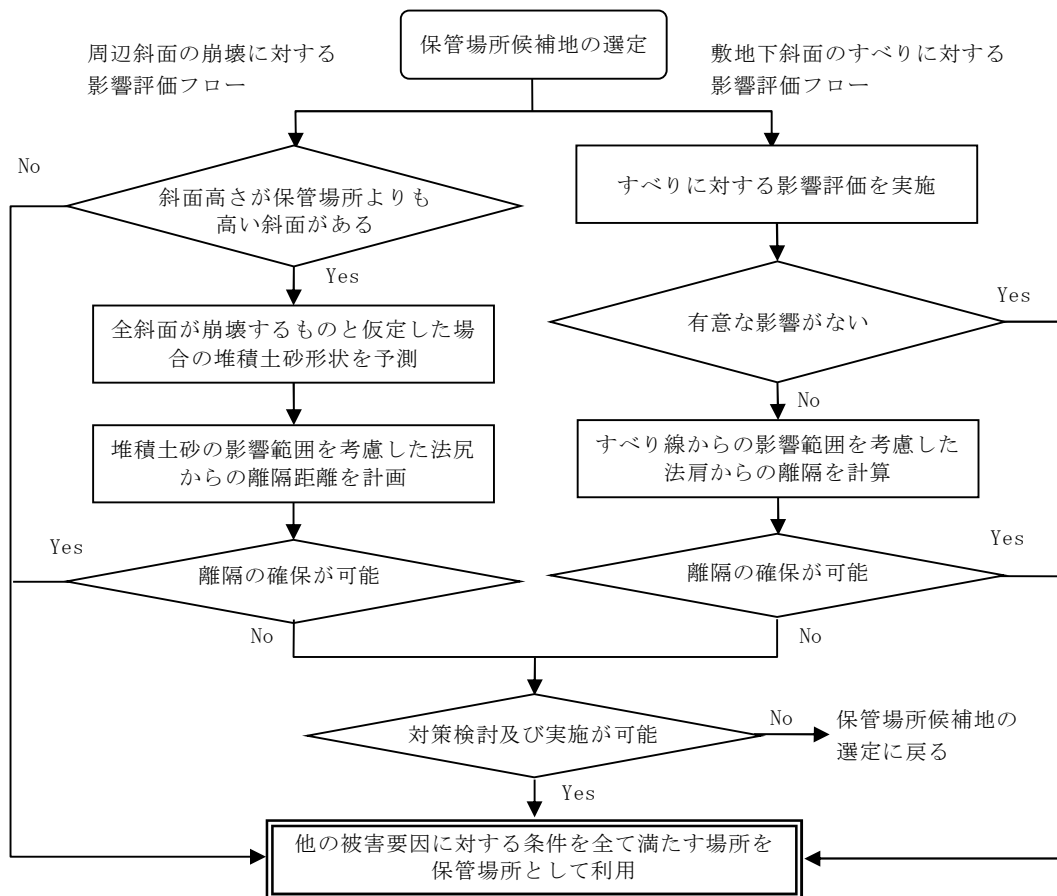 保管場所候補地の選定
周辺斜面の崩壊に対する
影響評価フロー
敷地下斜面のすべりに対する
影響評価フロー
No
斜面高さが保管場所よりも
高い斜面がある
Yes
全斜面が崩壊するものと仮定した場
合の堆積土砂形状を予測
堆積土砂の影響範囲を考慮した法尻
からの離隔距離を計画
Yes
離隔の確保が可能
No
すべりに対する影響評価を実施
Yes
有意な影響がない
No
すべり線からの影響範囲を考慮した
法肩からの離隔を計算
Yes
離隔の確保が可能
No
対策検討及び実施が可能
No
保管場所候補地の
選定に戻る
Yes
他の被害要因に対する条件を全て満たす場所を
保管場所として利用